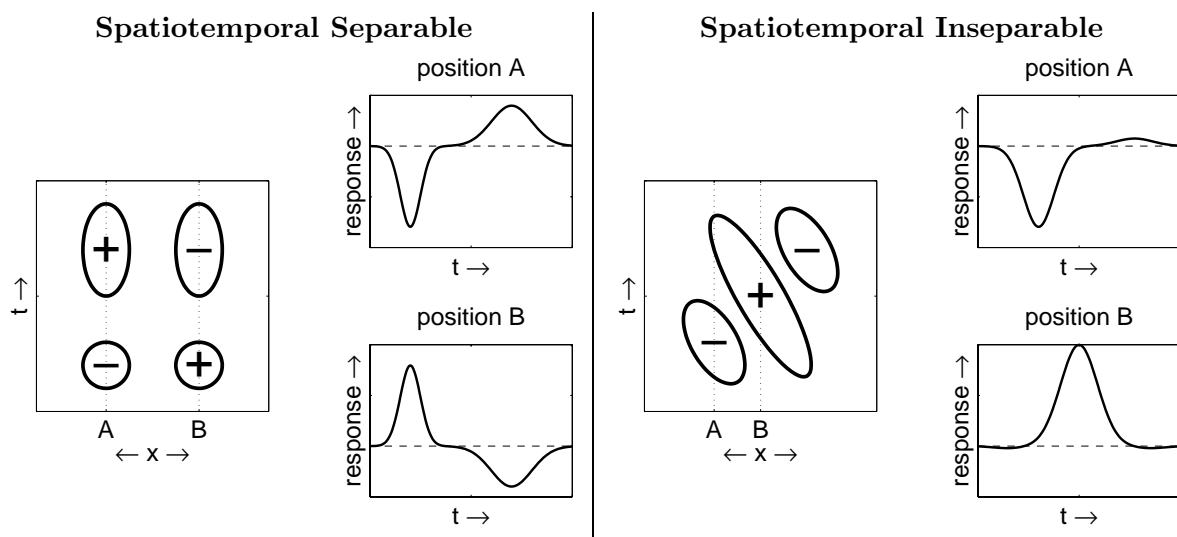 Spatiotemporal Separable
position A
response →
t →
+ −
− +
t →
A B
← x →
position B
response →
t →
Spatiotemporal Inseparable
position A
response →
t →
−
+
−
t →
A B
← x →
position B
response →
t →